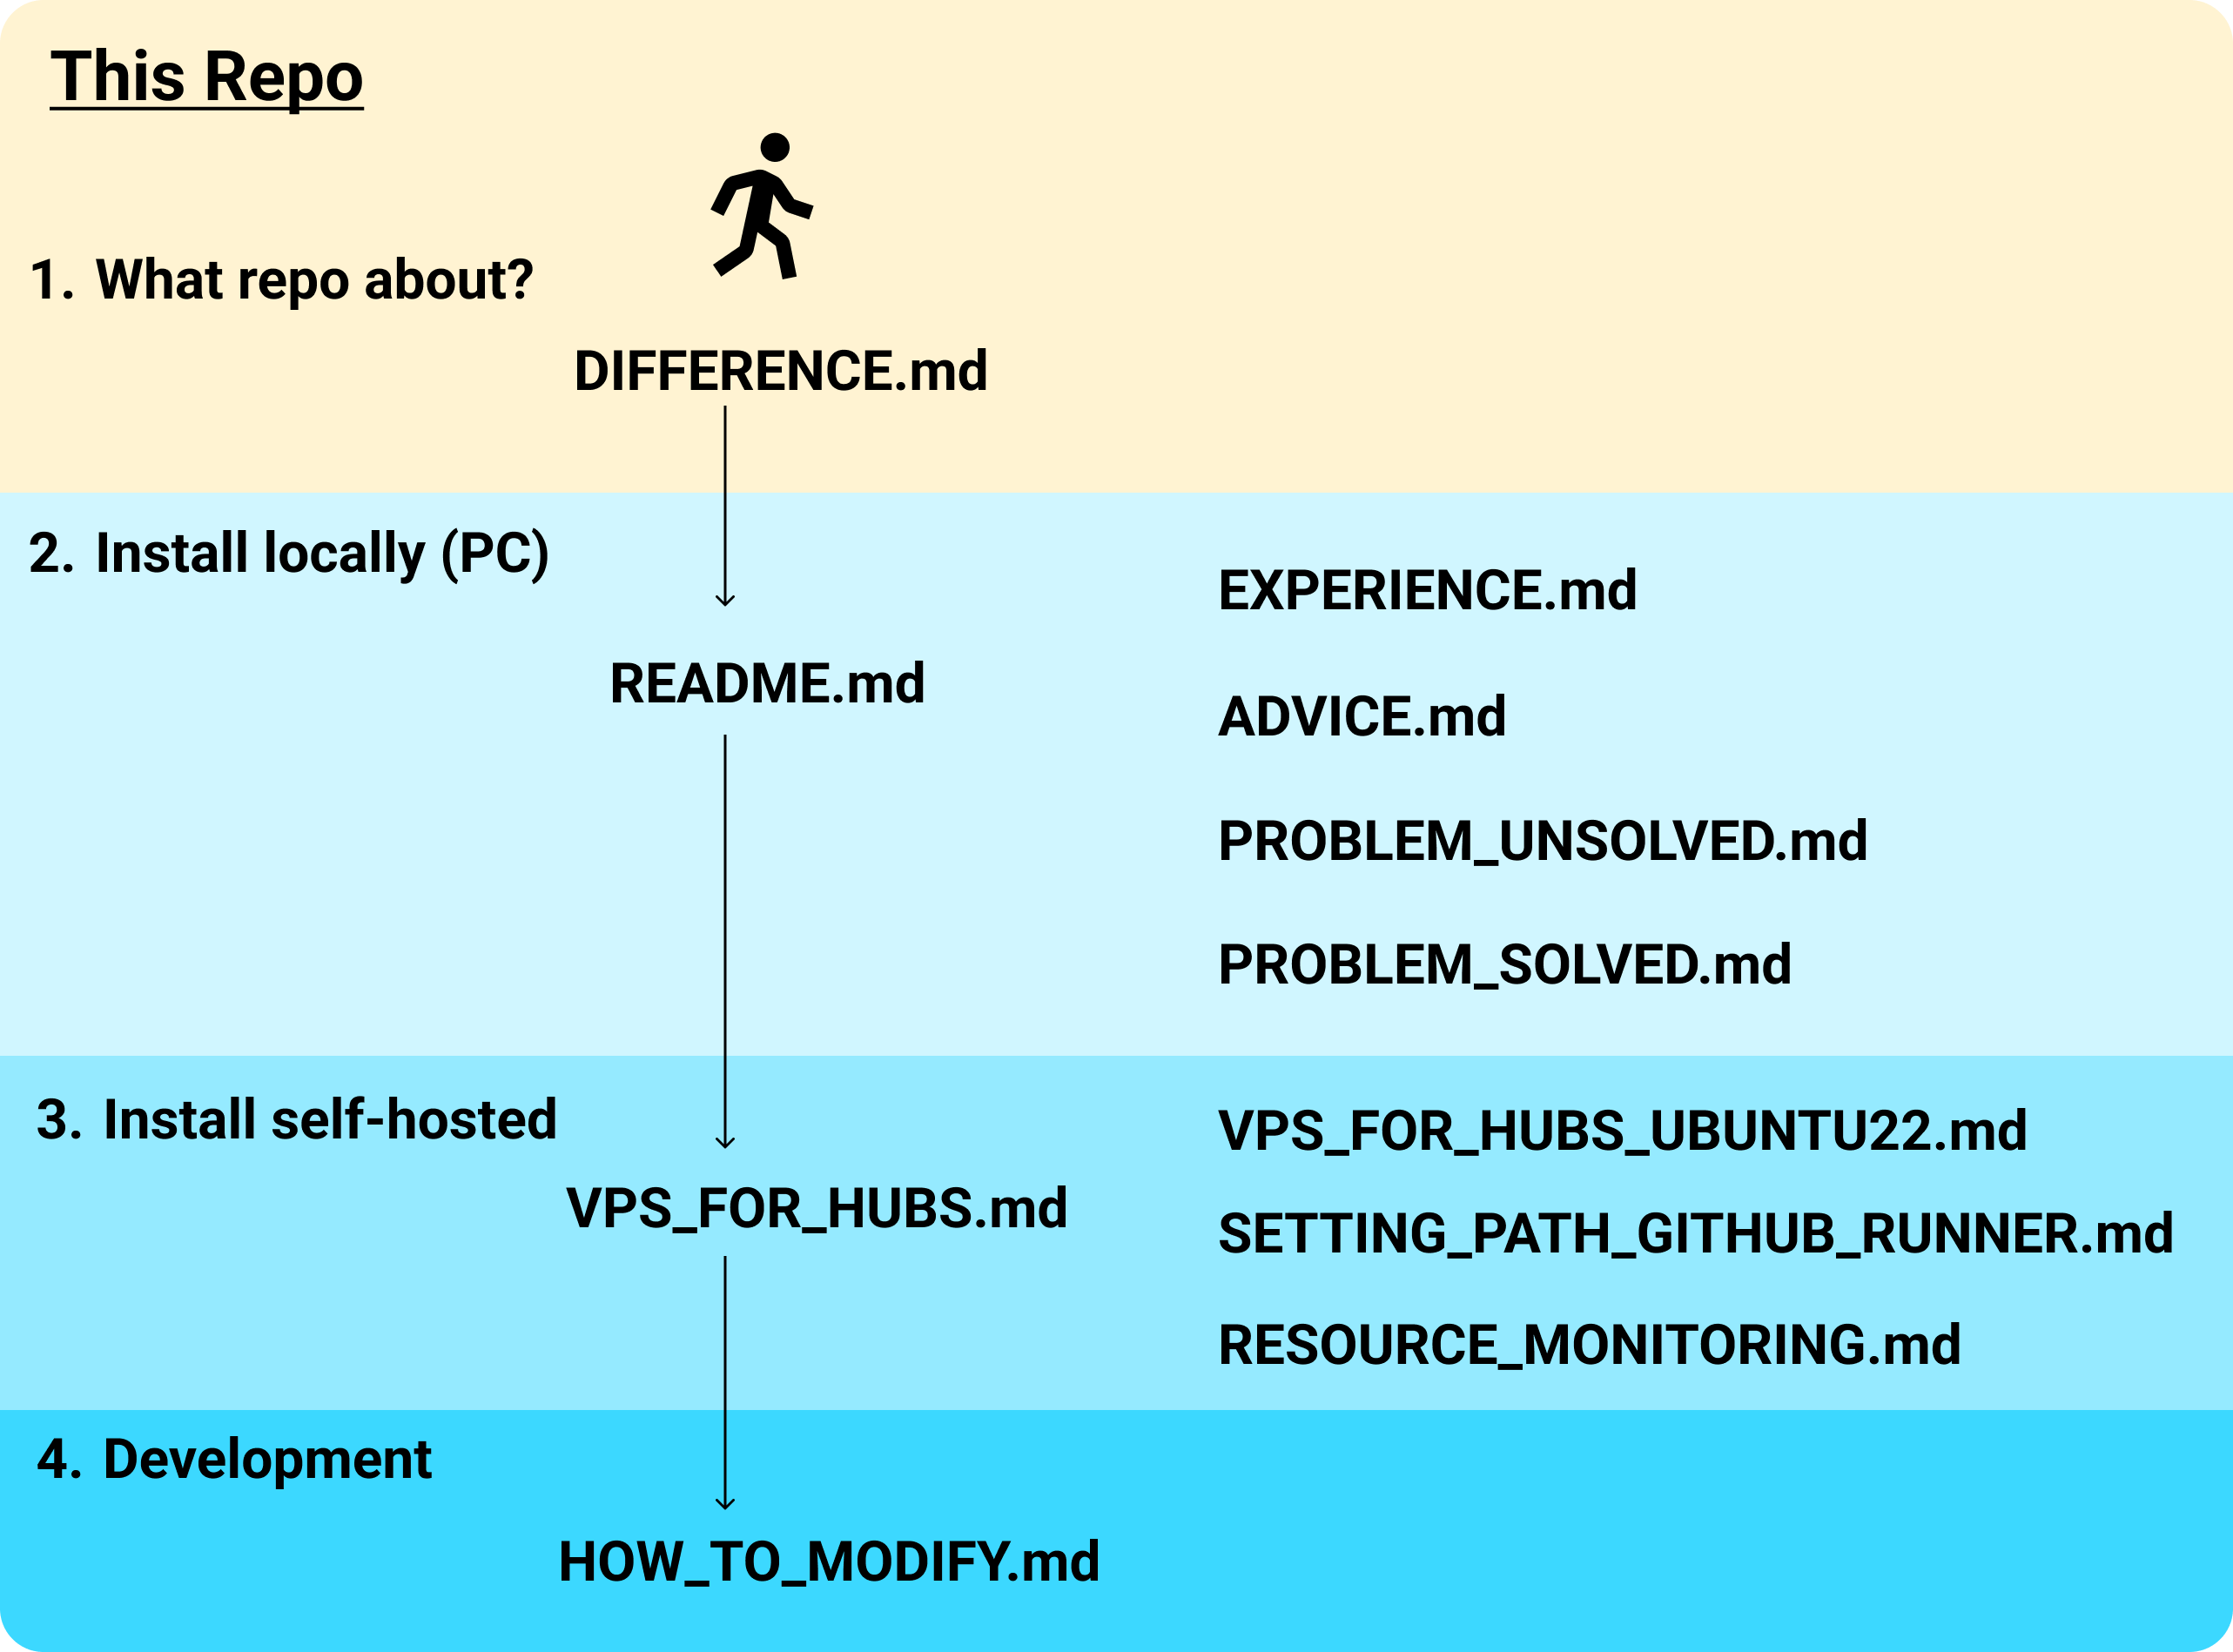 This Repo
1. What repo about?
DIFFERENCE.md
2. Install locally (PC)
README.md
EXPERIENCE.md
ADVICE.md
PROBLEM_UNSOLVED.md
PROBLEM_SOLVED.md
3. Install self-hosted
VPS_FOR_HUBS.md
VPS_FOR_HUBS_UBUNTU22.md
SETTING_PATH_GITHUB_RUNNER.md
RESOURCE_MONITORING.md
4. Development
HOW_TO_MODIFY.md